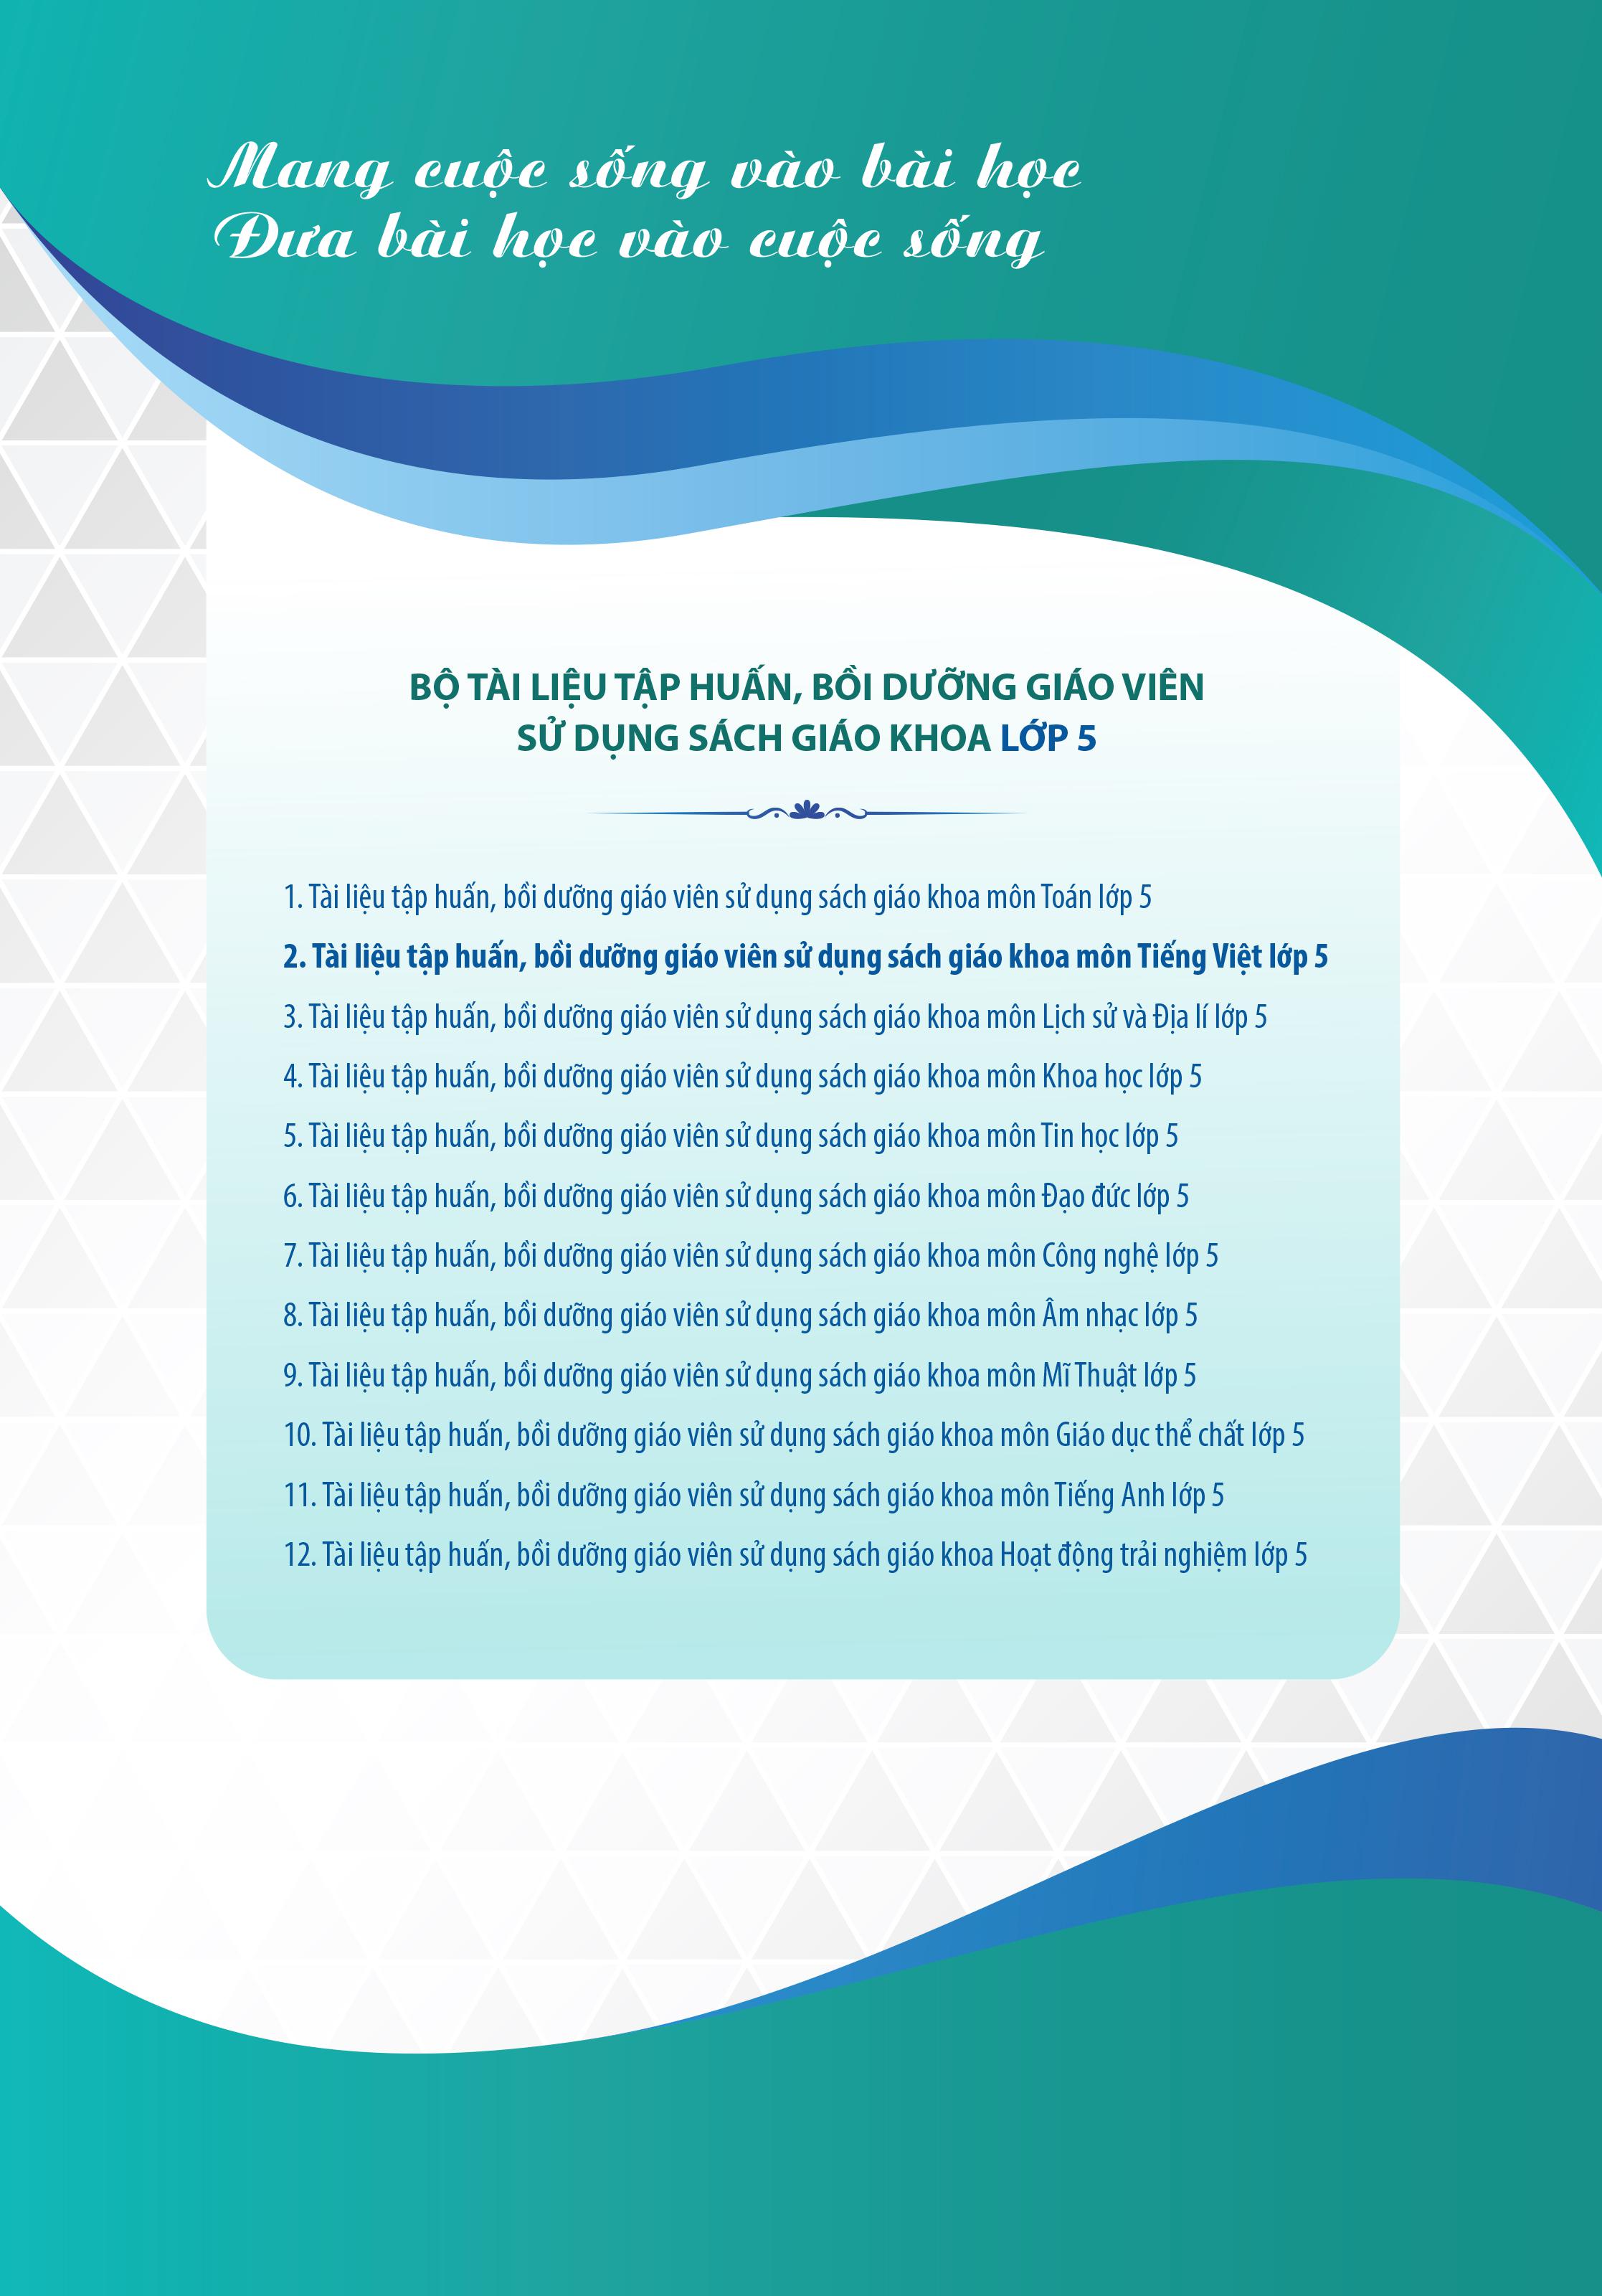 Mang cuộc sống vào bài học
Đưa bài học vào cuộc sống
BỘ TÀI LIỆU TẬP HUẤN, BỒI DƯỠNG GIÁO VIÊN
SỬ DỤNG SÁCH GIÁO KHOA LỚP 5
1. Tài liệu tập huấn, bồi dưỡng giáo viên sử dụng sách giáo khoa môn Toán lớp 5
2. Tài liệu tập huấn, bồi dưỡng giáo viên sử dụng sách giáo khoa môn Tiếng Việt lớp 5
3. Tài liệu tập huấn, bồi dưỡng giáo viên sử dụng sách giáo khoa môn Lịch sử và Địa lí lớp 5
4. Tài liệu tập huấn, bồi dưỡng giáo viên sử dụng sách giáo khoa môn Khoa học lớp 5
5. Tài liệu tập huấn, bồi dưỡng giáo viên sử dụng sách giáo khoa môn Tin học lớp 5
6. Tài liệu tập huấn, bồi dưỡng giáo viên sử dụng sách giáo khoa môn Đạo đức lớp 5
7. Tài liệu tập huấn, bồi dưỡng giáo viên sử dụng sách giáo khoa môn Công nghệ lớp 5
8. Tài liệu tập huấn, bồi dưỡng giáo viên sử dụng sách giáo khoa môn Âm nhạc lớp 5
9. Tài liệu tập huấn, bồi dưỡng giáo viên sử dụng sách giáo khoa môn Mĩ Thuật lớp 5
10. Tài liệu tập huấn, bồi dưỡng giáo viên sử dụng sách giáo khoa môn Giáo dục thể chất lớp 5
11. Tài liệu tập huấn, bồi dưỡng giáo viên sử dụng sách giáo khoa môn Tiếng Anh lớp 5
12. Tài liệu tập huấn, bồi dưỡng giáo viên sử dụng sách giáo khoa Hoạt động trải nghiệm lớp 5